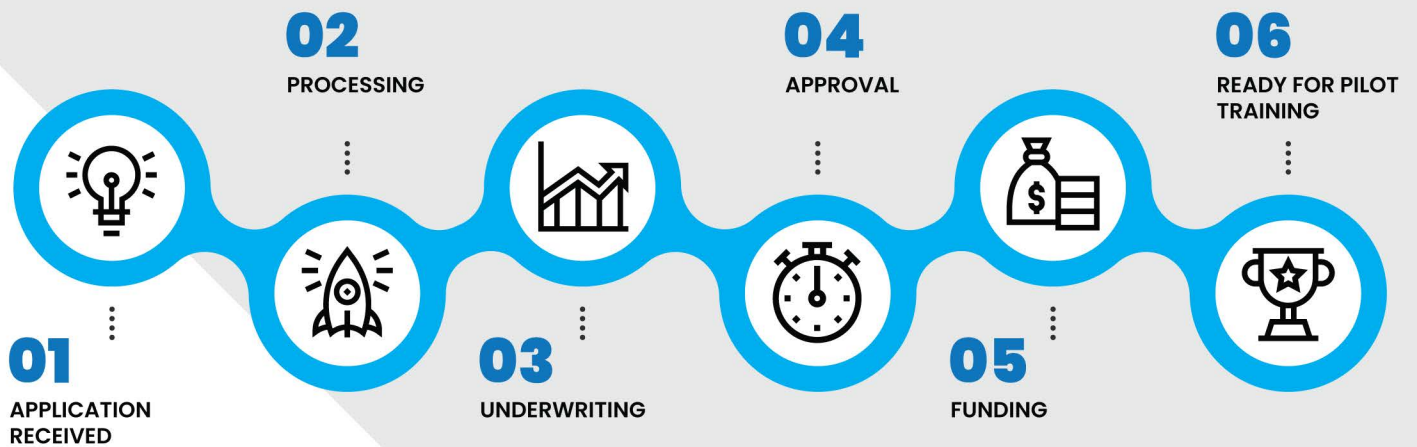 01
APPLICATION
RECEIVED
02
PROCESSING
03
UNDERWRITING
04
APPROVAL
$
05
FUNDING
06
READY FOR PILOT
TRAINING